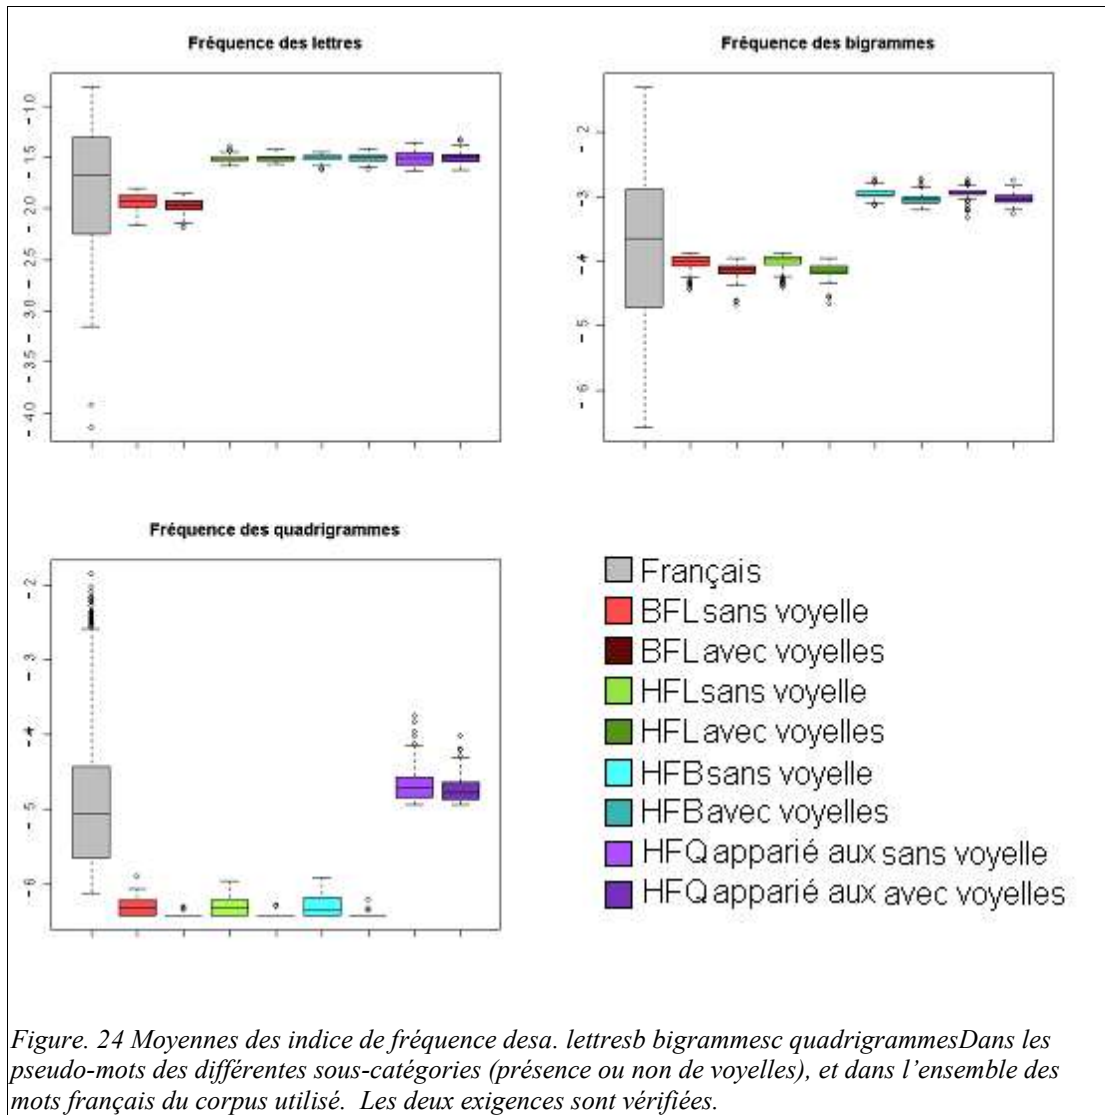 Fréquence des lettres
-1.0
-1.5
-2.0
-2.5
-3.0
-3.5
-4.0
Fréquence des bigrammes
-2
-3
-4
-5
-6
Fréquence des quadrigrammes
-2
-3
-4
-5
-6
Français
BFL sans voyelle
BFL avec voyelles
HFL sans voyelle
HFL avec voyelles
HFB sans voyelle
HFB avec voyelles
HFQ apparié aux sans voyelle
HFQ apparié aux avec voyelles
Figure. 24 Moyennes des indice de fréquence desa. lettresb bigrammesc quadrigrammesDans les
pseudo-mots des différentes sous-catégories (présence ou non de voyelles), et dans l'ensemble des
mots français du corpus utilisé. Les deux exigences sont vérifiées.